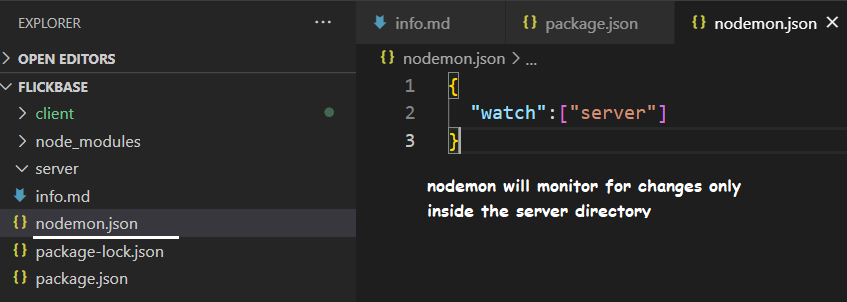 EXPLORER
...
OPEN EDITORS
FLICKBASE
client
node_modules
server
info.md
nodemon.json
package-lock.json
package.json
info.md
package.json
nodemon.json
nodemon.json > ...
1 {
2 "watch":["server"]
3 }
nodemon will monitor for changes only
inside the server directory